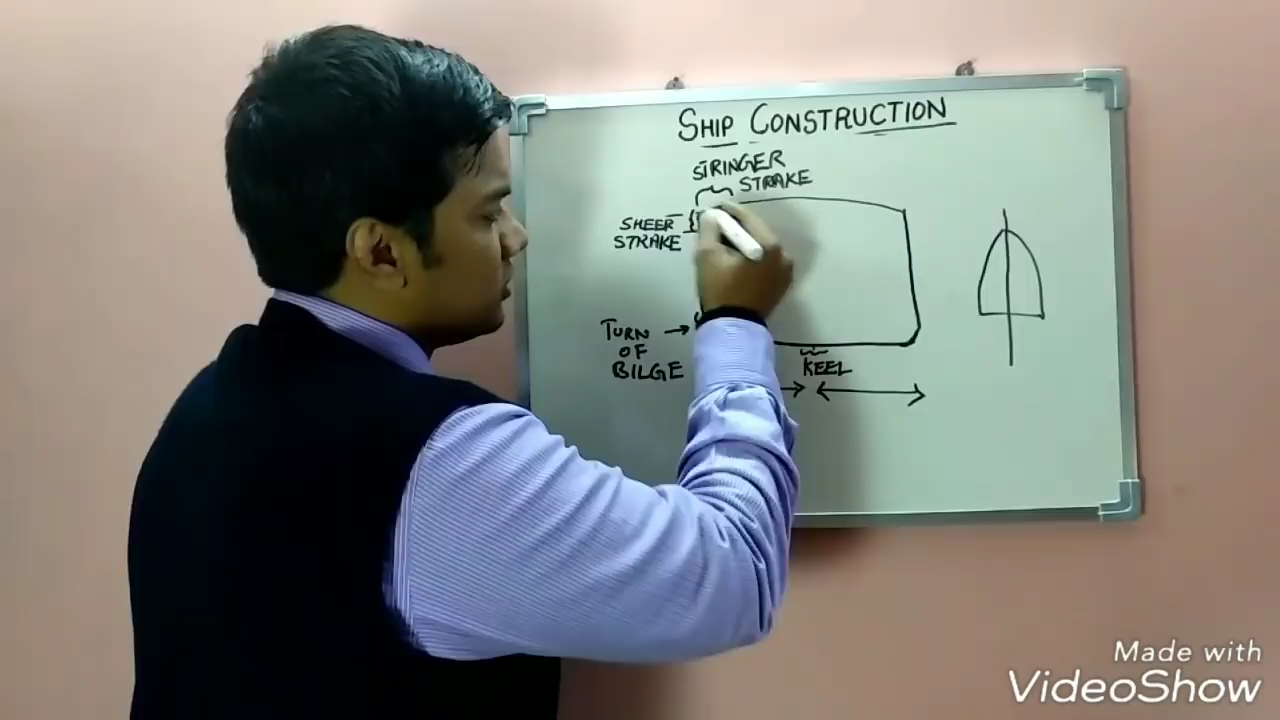 SHIP CONSTRUCTION
STRINGER
STRAKE
SHEER
STRAKE
TURN
OF
BILGE
KEEL
Made with
VideoShow